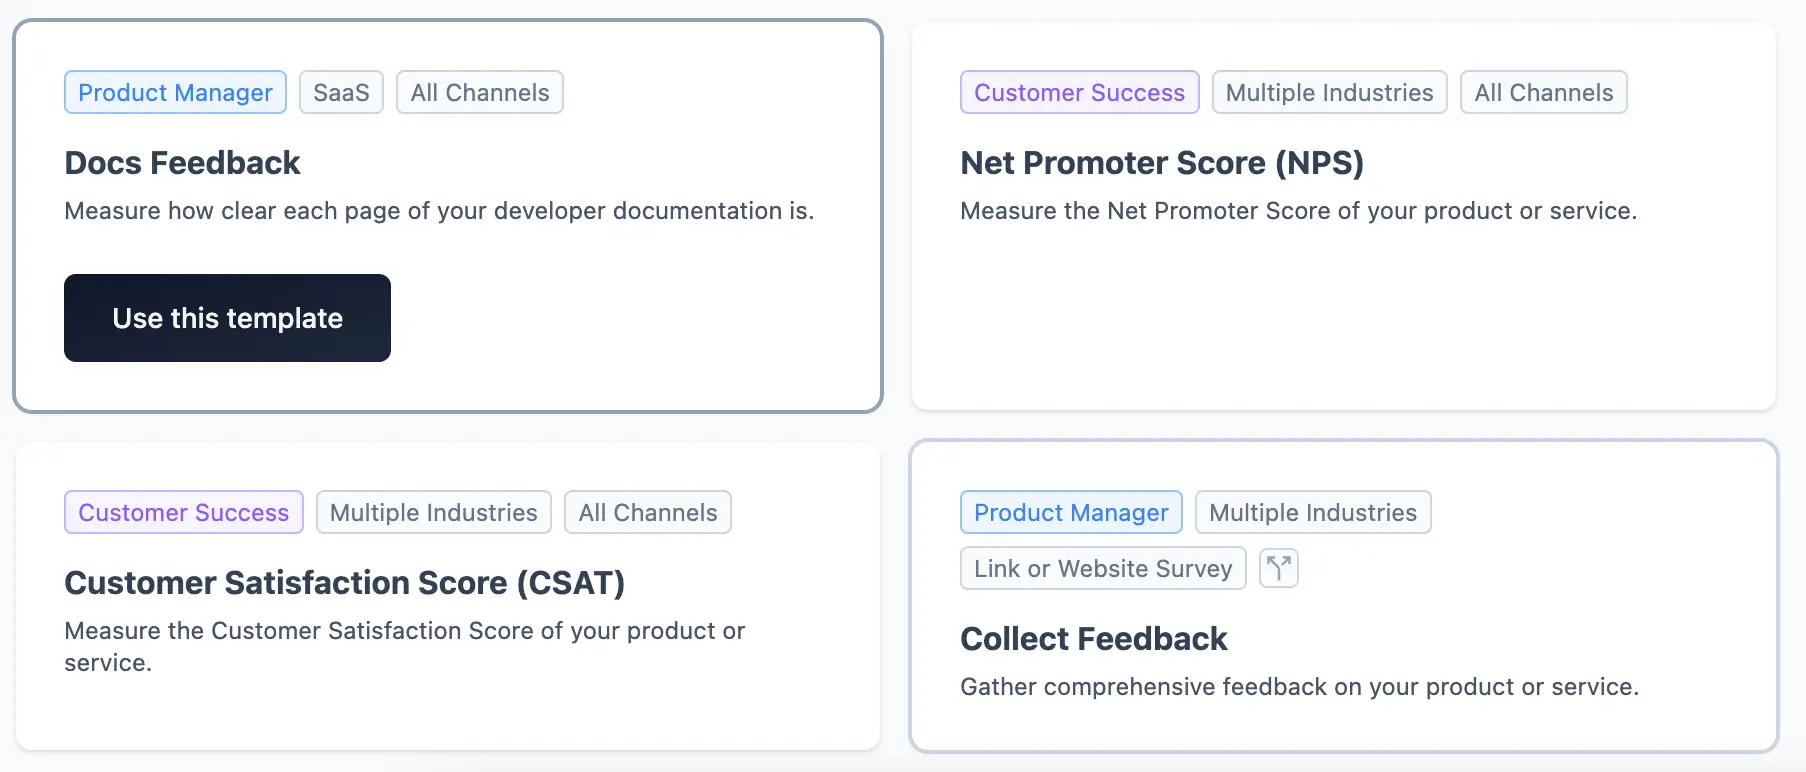 Product Manager SaaS All Channels
Docs Feedback
Measure how clear each page of your developer documentation is.
Use this template
Customer Success Multiple Industries All Channels
Net Promoter Score (NPS)
Measure the Net Promoter Score of your product or service.
Customer Success Multiple Industries All Channels
Customer Satisfaction Score (CSAT)
Measure the Customer Satisfaction Score of your product or
service.
Product Manager Multiple Industries
Link or Website Survey
Collect Feedback
Gather comprehensive feedback on your product or service.